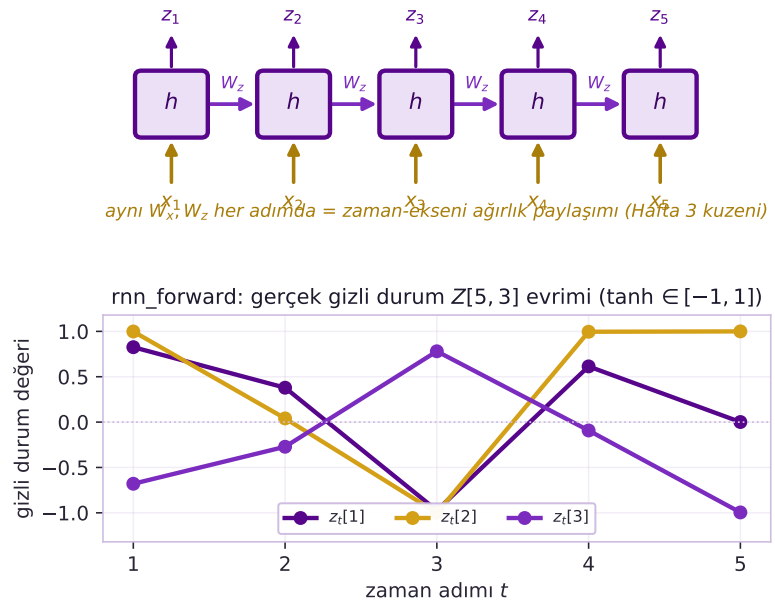 z1 z2 z3 z4 z5
Wz Wz Wz Wz
h h h h h
x1 x2 x3 x4 x5
aynı Wx, Wz her adımda = zaman-ekseni ağırlık paylaşımı (Hafta 3 kuzeni)
rnn_forward: gerçek gizli durum Z[5, 3] evrimi (tanh ∈ [−1, 1])
gizli durum değeri
1.0
0.5
0.0
−0.5
−1.0
zt[1] zt[2] zt[3]
1 2 3 4 5
zaman adımı t